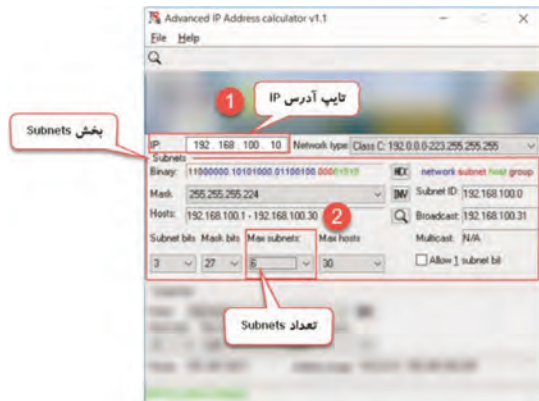 Advanced IP Address calculator v1.1
File Help
1
تایپ آدرس IP
بخش Subnets
IP: 192 . 168 . 100 . 10 Network type: Class C: 192.0.0.0-223.255.255.255
Subnets
Binary: 11000000.10101000.01100100.00001010 HEX network subnet host group
Mask 255.255.255.224 INV Subnet ID: 192.168.100.0
Hosts: 192.168.100.1 - 192.168.100.30 2 Broadcast: 192.168.100.31
Subnet bits Mask bits Max subnets: Max hosts Multicast: N/A
3 27 6 30 Allow 1 subnet bit
تعداد Subnets